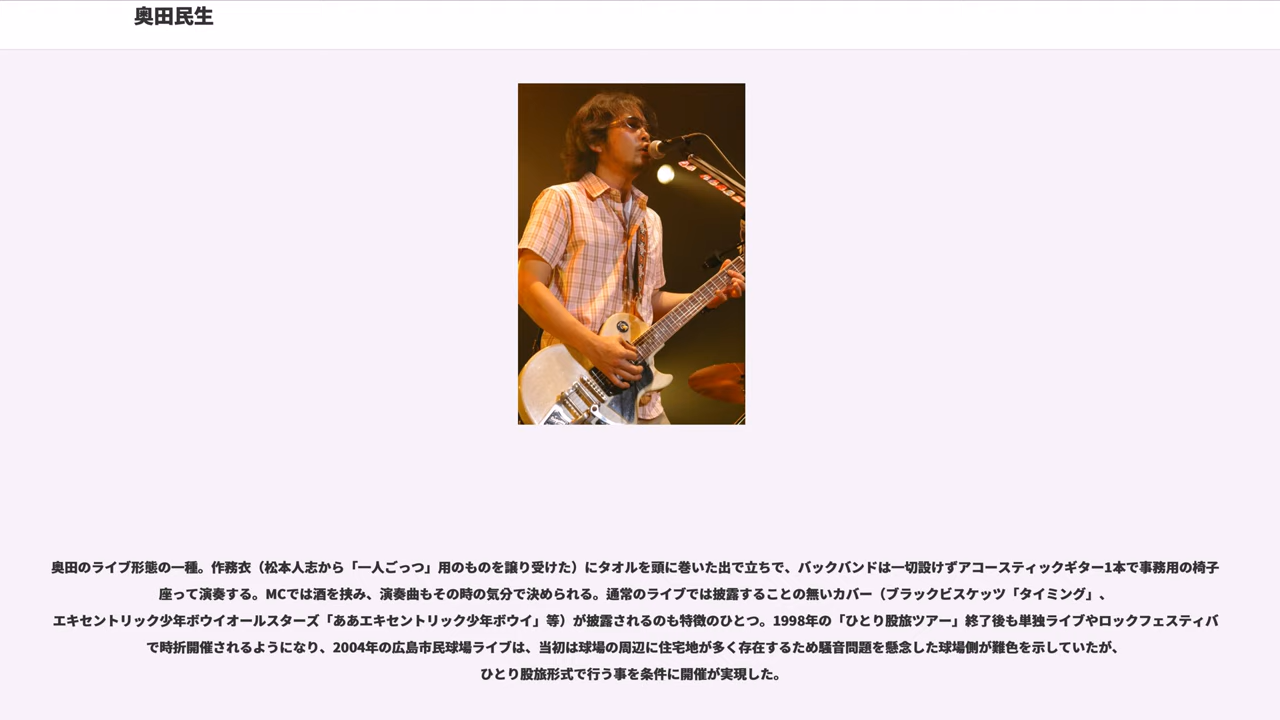 奥田民生
奥田のライブ形態の一種。作務衣（松本人志から「一人ごっつ」用のものを譲り受けた）にタオルを頭に巻いた出で立ちで、バックバンドは一切設けずアコースティックギター1本で事務用の椅子
座って演奏する。MCでは酒を挟み、演奏曲もその時の気分で決められる。通常のライブでは披露することの無いカバー（ブラックビスケッツ「タイミング」、
エキセントリック少年ボウイオールスターズ「ああエキセントリック少年ボウイ」等）が披露されるのも特徴のひとつ。1998年の「ひとり股旅ツアー」終了後も単独ライブやロックフェスティバ
で時折開催されるようになり、2004年の広島市民球場ライブは、当初は球場の周辺に住宅地が多く存在するため騒音問題を懸念した球場側が難色を示していたが、
ひとり股旅形式で行う事を条件に開催が実現した。